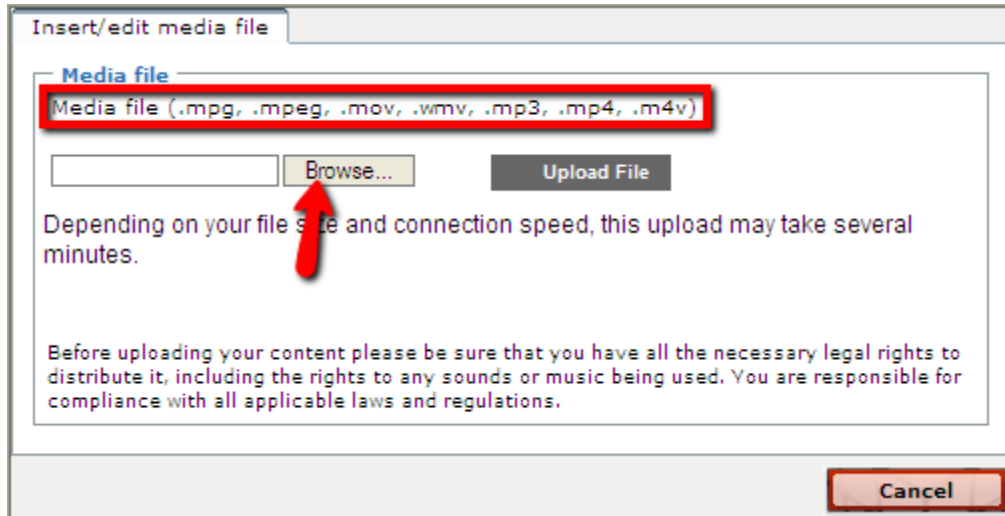 Insert/edit media file
Media file
Media file (.mpg, .mpeg, .mov, .wmv, .mp3, .mp4, .m4v)
Browse... Upload File
Depending on your file size and connection speed, this upload may take several
minutes.
Before uploading your content please be sure that you have all the necessary legal rights to
distribute it, including the rights to any sounds or music being used. You are responsible for
compliance with all applicable laws and regulations.
Cancel